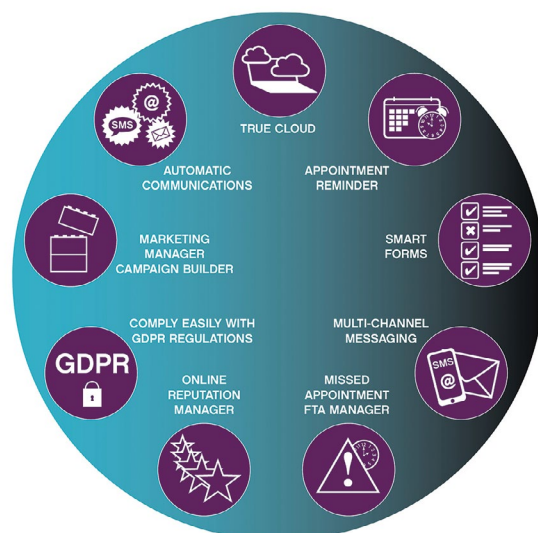 TRUE CLOUD
APPOINTMENT
REMINDER
SMART
FORMS
MULTI-CHANNEL
MESSAGING
SMS
@
MISSED
APPOINTMENT
FTA MANAGER
!
ONLINE
REPUTATION
MANAGER
COMPLY EASILY WITH
GDPR REGULATIONS
GDPR
MARKETING
MANAGER
CAMPAIGN BUILDER
AUTOMATIC
COMMUNICATIONS
@
SMS